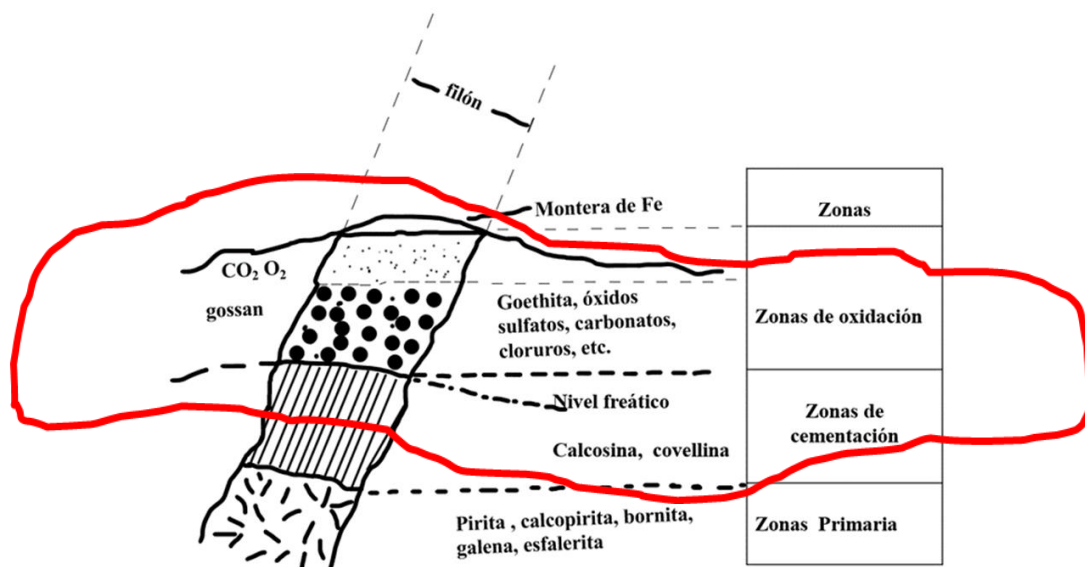 filón
Montera de Fe
Zonas
CO₂ O₂
gossan
Goethita, óxidos
sulfatos, carbonatos,
cloruros, etc.
Zonas de oxidación
Nivel freático
Zonas de
cementación
Calcosina, covellina
Pirita , calcopirita, bornita,
galena, esfalerita
Zonas Primaria